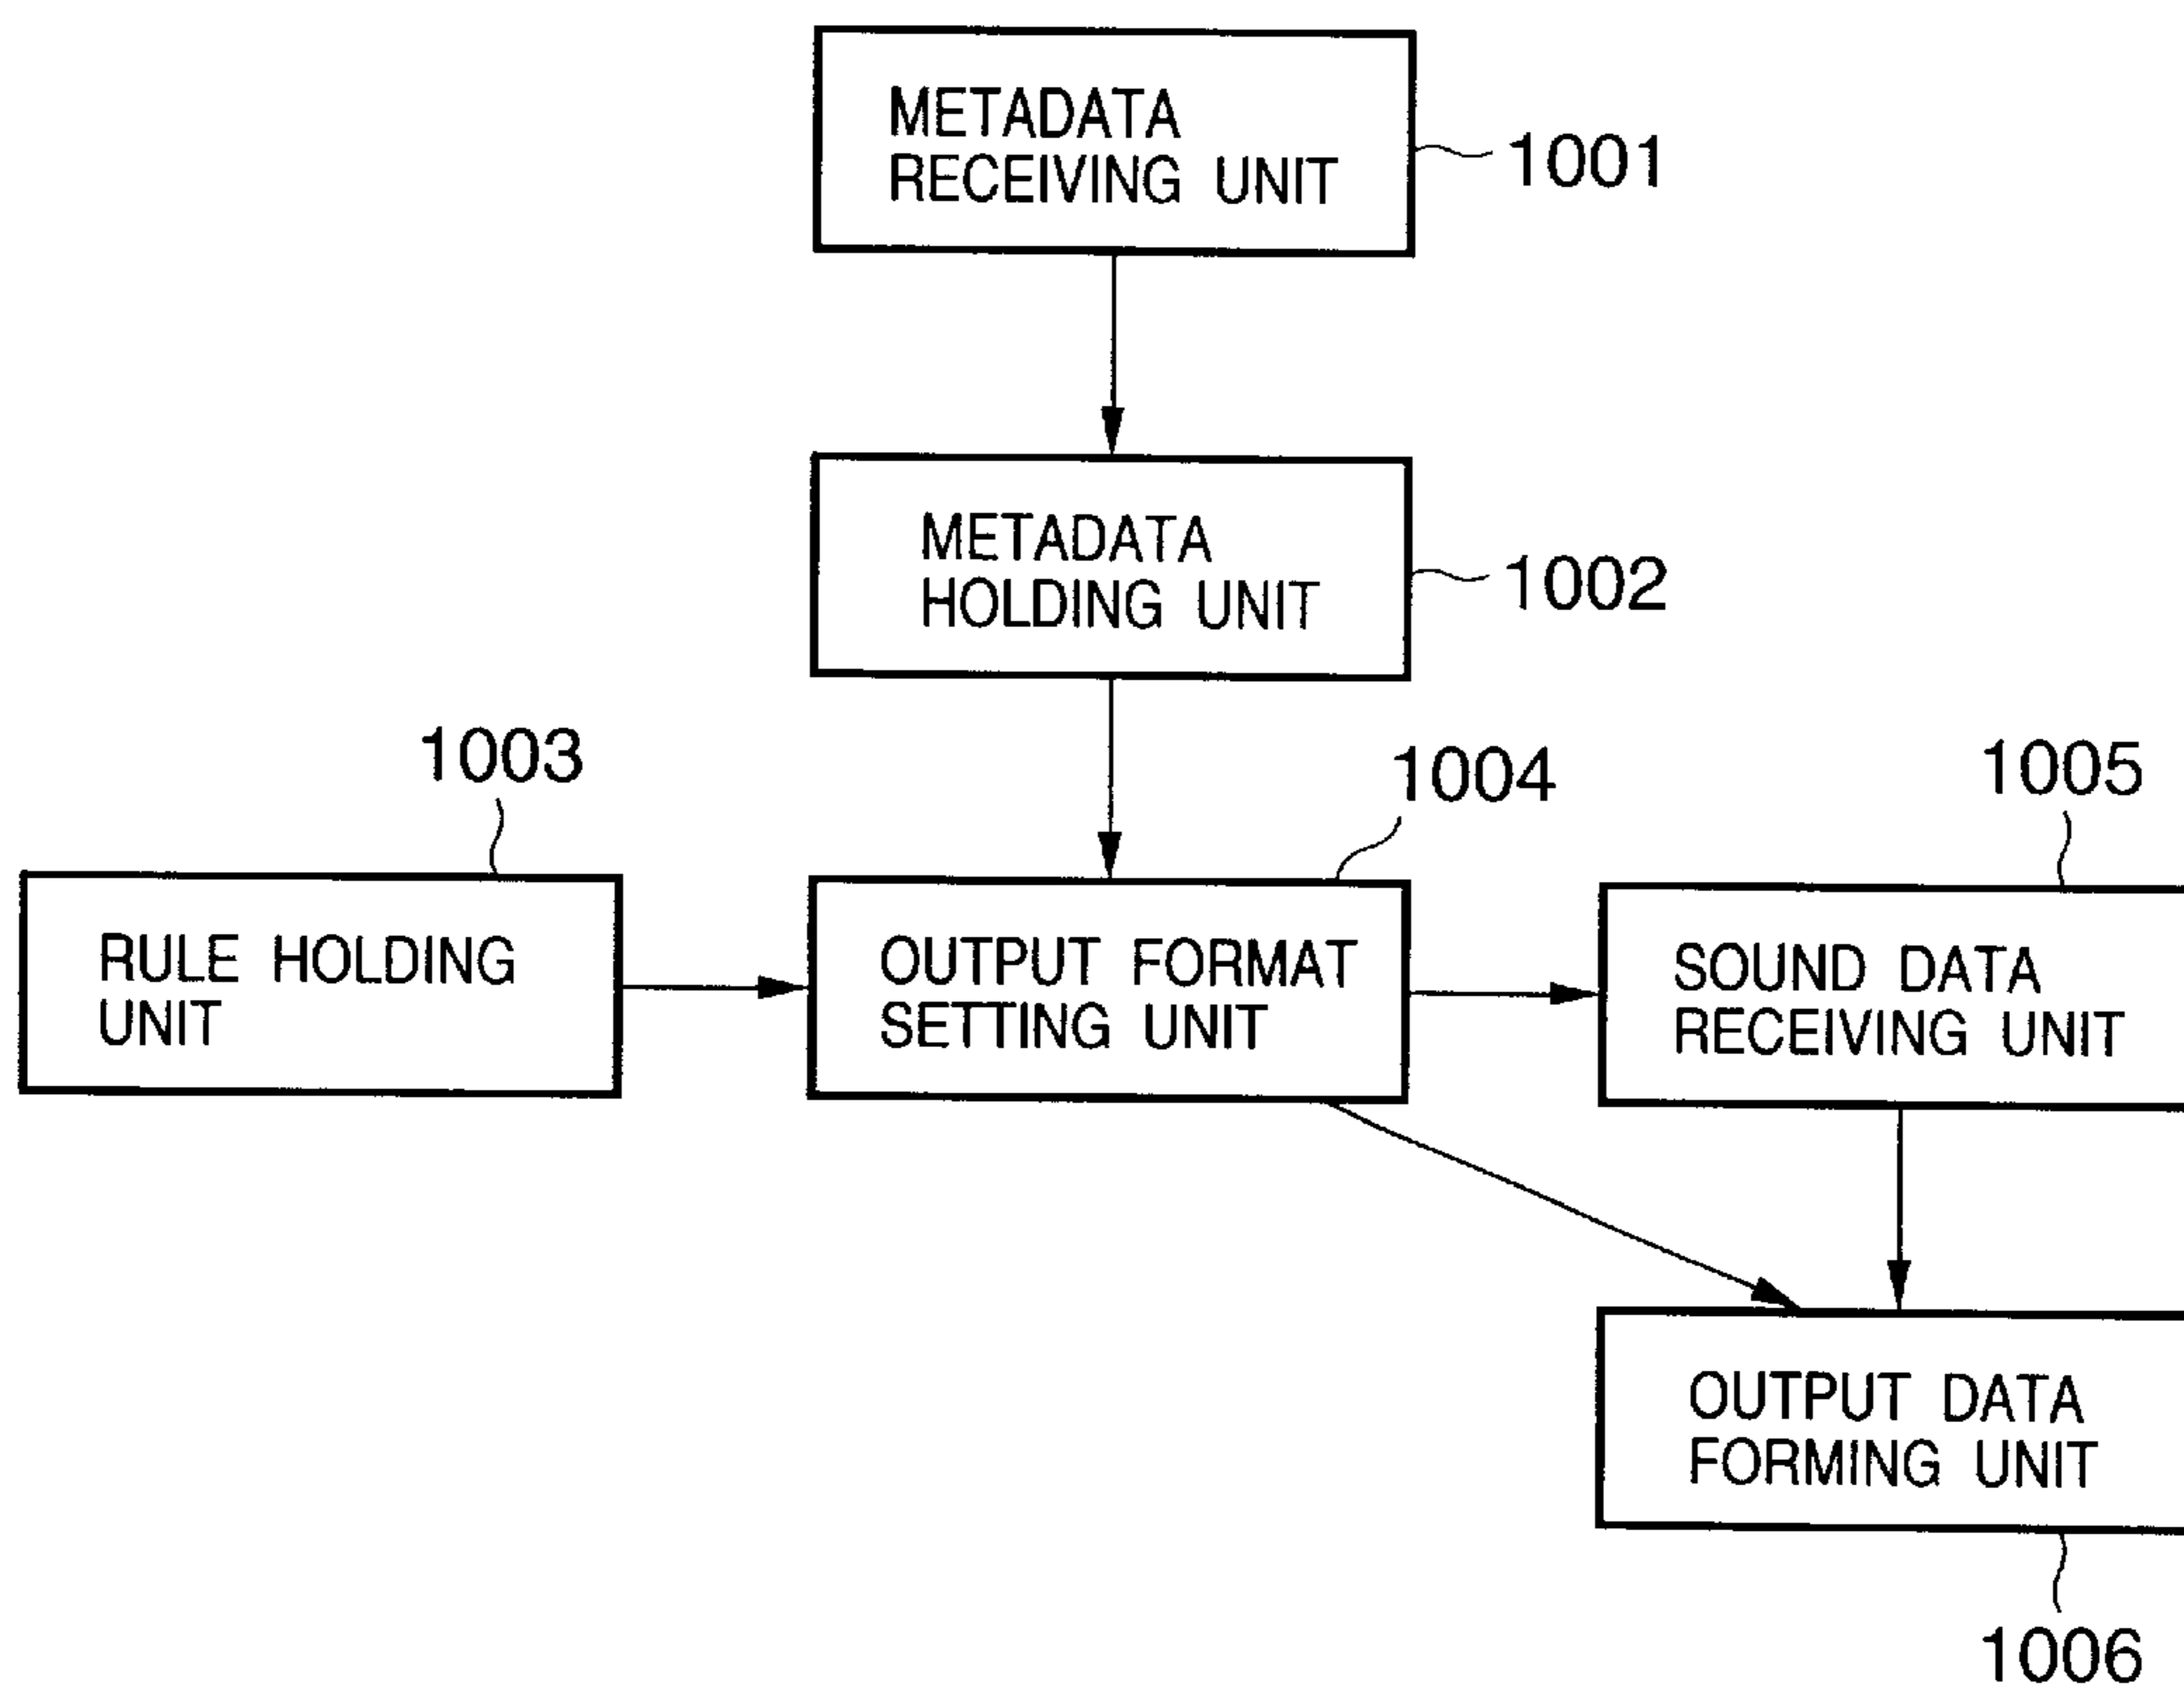 METADATA
RECEIVING UNIT
1001
METADATA
HOLDING UNIT
1002
1003
1004
1005
RULE HOLDING
UNIT
OUTPUT FORMAT
SETTING UNIT
SOUND DATA
RECEIVING UNIT
OUTPUT DATA
FORMING UNIT
1006